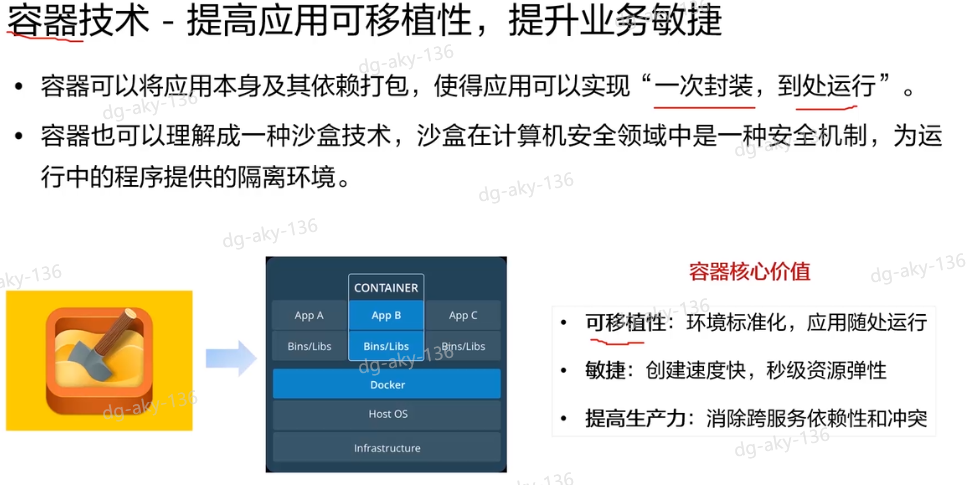 容器技术 - 提高应用可移植性，提升业务敏捷
dg-aky-136
• 容器可以将应用本身及其依赖打包，使得应用可以实现“一次封装，到处运行”。
dg-aky-136
• 容器也可以理解成一种沙盒技术，沙盒在计算机安全领域中是一种安全机制，为运
dg-aky-136
行中的程序提供的隔离环境。
dg-aky-136
dg-aky-136
aky-136
dg-aky-136
容器核心价值
CONTAINER
App A
App B
App C
Bins/Libs
Bins/Libs
Bins/Libs
dg-aky-136
Docker
Host OS
Infrastructure
dg-aky-136
dg-aky-136
• 可移植性：环境标准化，应用随处运行
• 敏捷：创建速度快，秒级资源弹性
• 提高生产力：消除跨服务依赖性和冲突
dg-aky-136
136